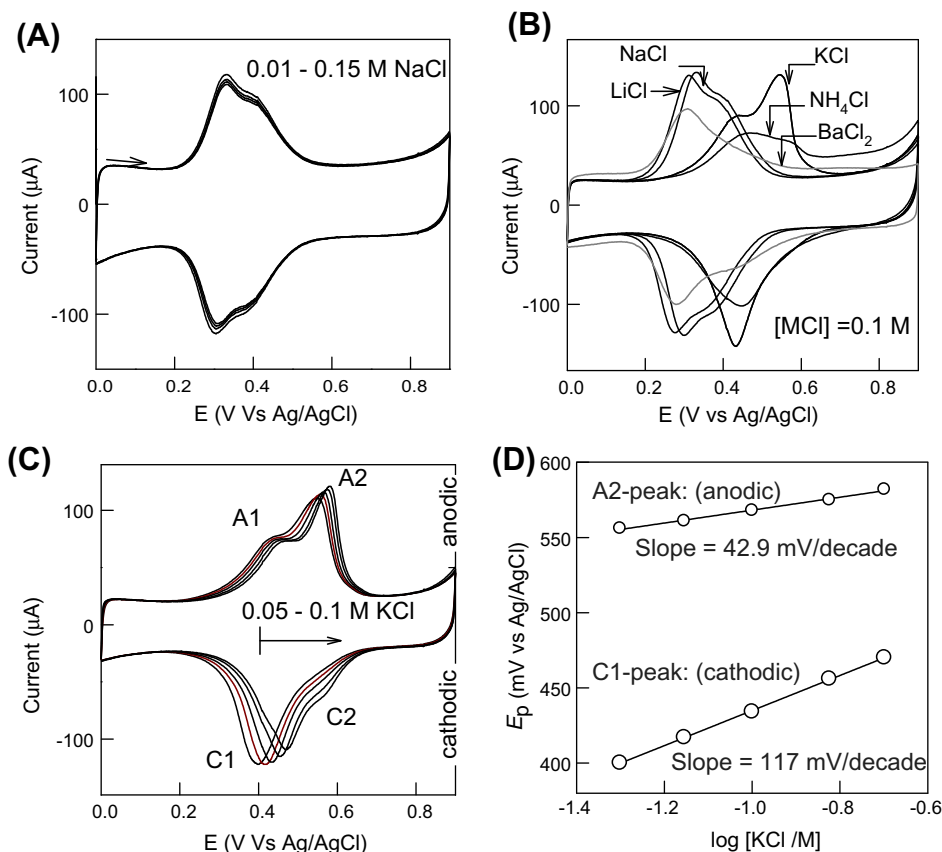 (A)
0.01 - 0.15 M NaCl
100
0
-100
Current (µA)
0.0 0.2 0.4 0.6 0.8
E (V Vs Ag/AgCl)
(B)
NaCl
KCl
LiCl
NH₄Cl
BaCl₂
100
0
-100
Current (µA)
[MCl] =0.1 M
0.0 0.2 0.4 0.6 0.8
E (V vs Ag/AgCl)
(C)
A2
A1
anodic
100
0
-100
Current (µA)
0.05 - 0.1 M KCl
C2
C1
cathodic
0.0 0.2 0.4 0.6 0.8
E (V Vs Ag/AgCl)
(D)
600
550
500
450
400
Eₚ (mV vs Ag/AgCl)
A2-peak: (anodic)
Slope = 42.9 mV/decade
C1-peak: (cathodic)
Slope = 117 mV/decade
-1.4 -1.2 -1.0 -0.8 -0.6
log [KCl /M]